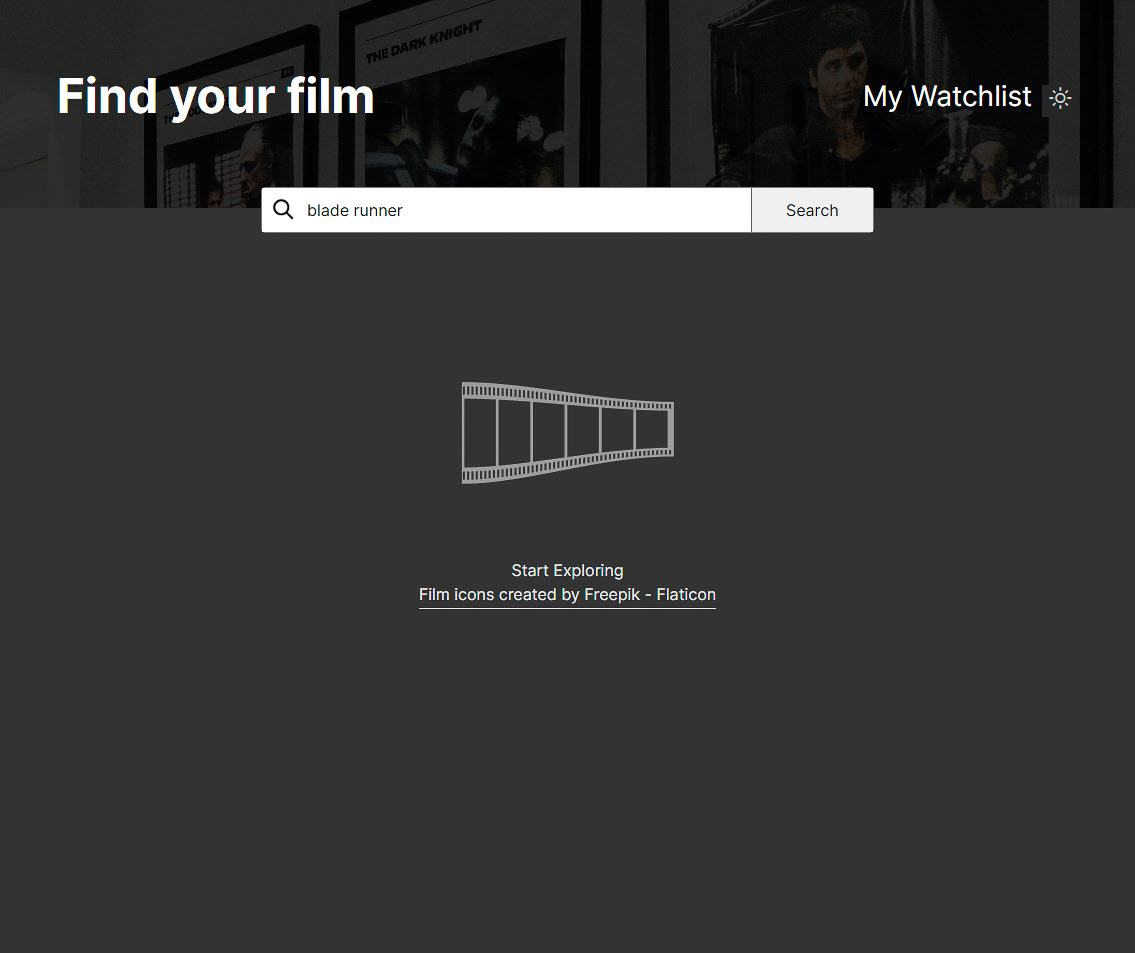 THE DARK KNIGHT
Find your film
My Watchlist
blade runner
Search
Start Exploring
Film icons created by Freepik - Flaticon